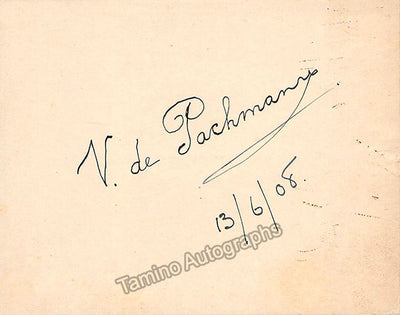 V. de Pachmann
13/6/08.
Tamino Autographs